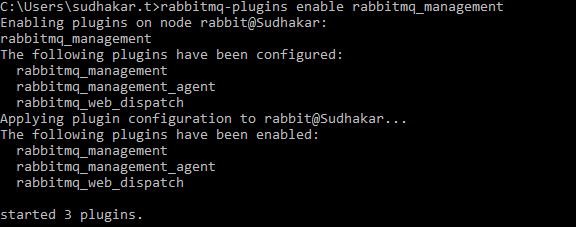 C:\Users\sudhakar.t>rabbitmq-plugins enable rabbitmq_management
Enabling plugins on node rabbit@Sudhakar:
rabbitmq_management
The following plugins have been configured:
  rabbitmq_management
  rabbitmq_management_agent
  rabbitmq_web_dispatch
Applying plugin configuration to rabbit@Sudhakar...
The following plugins have been enabled:
  rabbitmq_management
  rabbitmq_management_agent
  rabbitmq_web_dispatch
started 3 plugins.